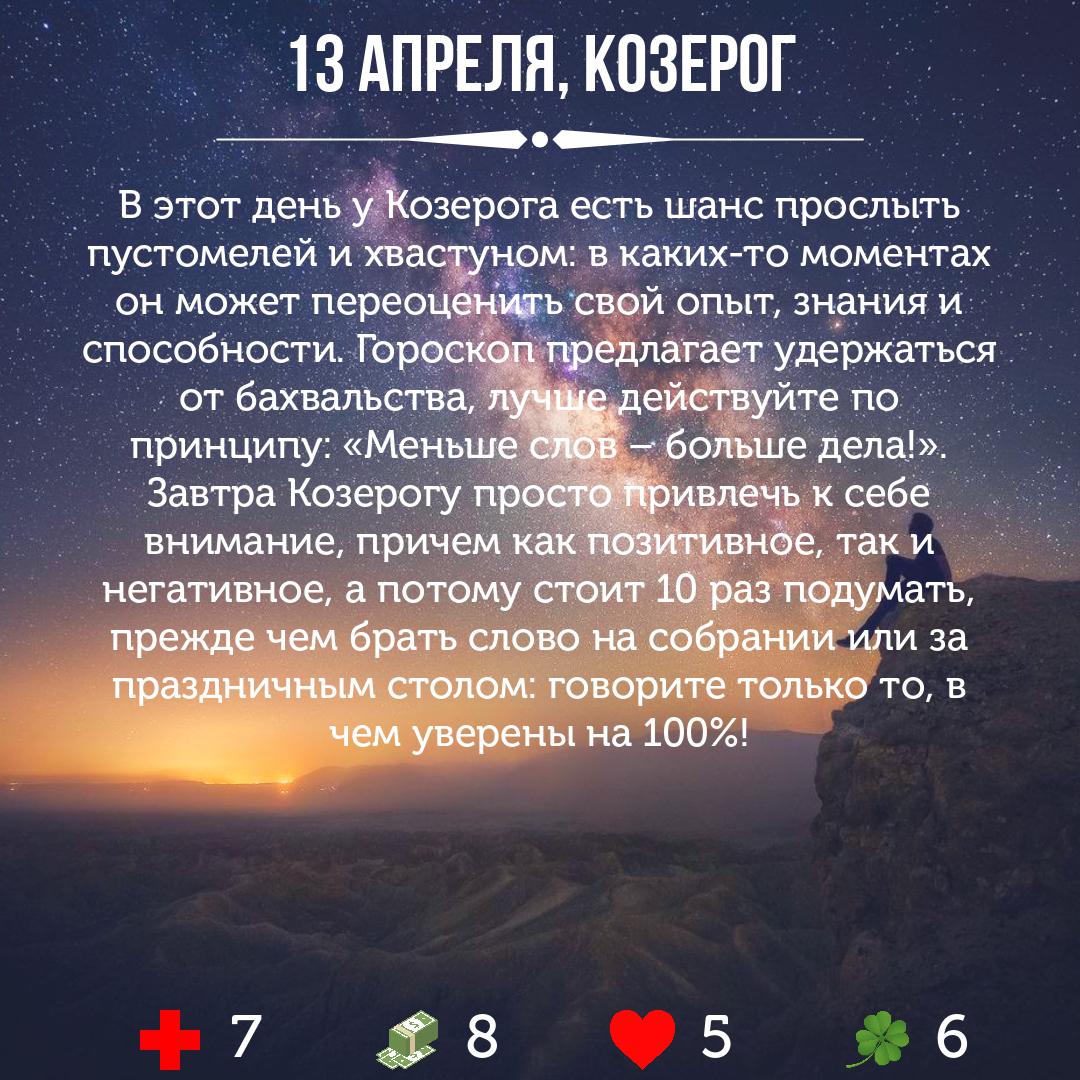 13 АПРЕЛЯ, КОЗЕРОГ
В этот день у Козерога есть шанс прослыть
пустомелей и хвастуном: в каких-то моментах
он может переоценить свой опыт, знания и
способности. Гороскоп предлагает удержаться
от бахвальства, лучше действуйте по
принципу: «Меньше слов – больше дела!».
Завтра Козерогу просто привлечь к себе
внимание, причем как позитивное, так и
негативное, а потому стоит 10 раз подумать,
прежде чем брать слово на собрании или за
праздничным столом: говорите только то, в
чем уверены на 100%!
7 8 5 6